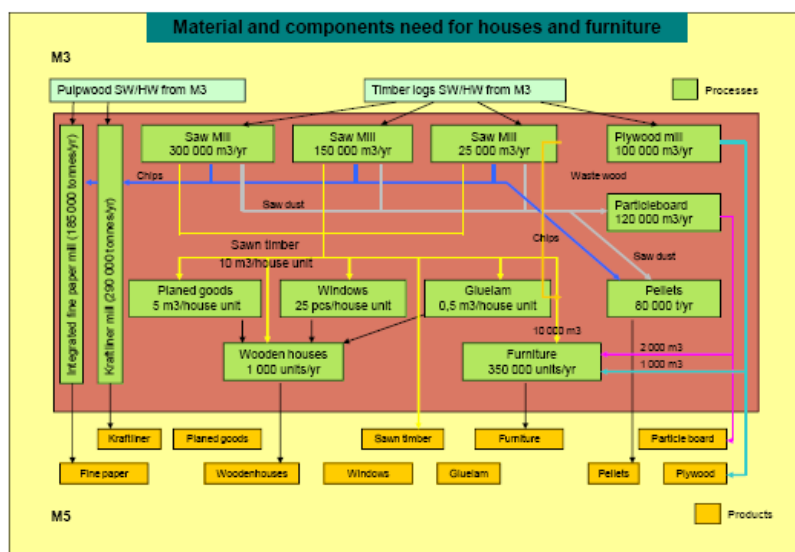 Material and components need for houses and furniture
M3
Pulpwood SW/HW from M3
Timber logs SW/HW from M3
Processes
Saw Mill
300 000 m3/yr
Saw Mill
150 000 m3/yr
Saw Mill
25 000 m3/yr
Plywood mill
100 000 m3/yr
Integrated fine paper mill (185 000 tonnes/yr)
Kraftliner mill (290 000 tonnes/yr)
Chips
Waste wood
Saw dust
Particleboard
120 000 m3/yr
Chips
Sawn timber
10 m3/house unit
Saw dust
Planed goods
5 m3/house unit
Windows
25 pcs/house unit
Gluelam
0,5 m3/house unit
Pellets
80 000 t/yr
10 000 m3
Wooden houses
1 000 units/yr
Furniture
350 000 units/yr
2 000 m3
1 000 m3
Kraftliner
Planed goods
Sawn timber
Furniture
Particle board
Fine paper
Woodenhouses
Windows
Gluelam
Pellets
Plywood
M5
Products